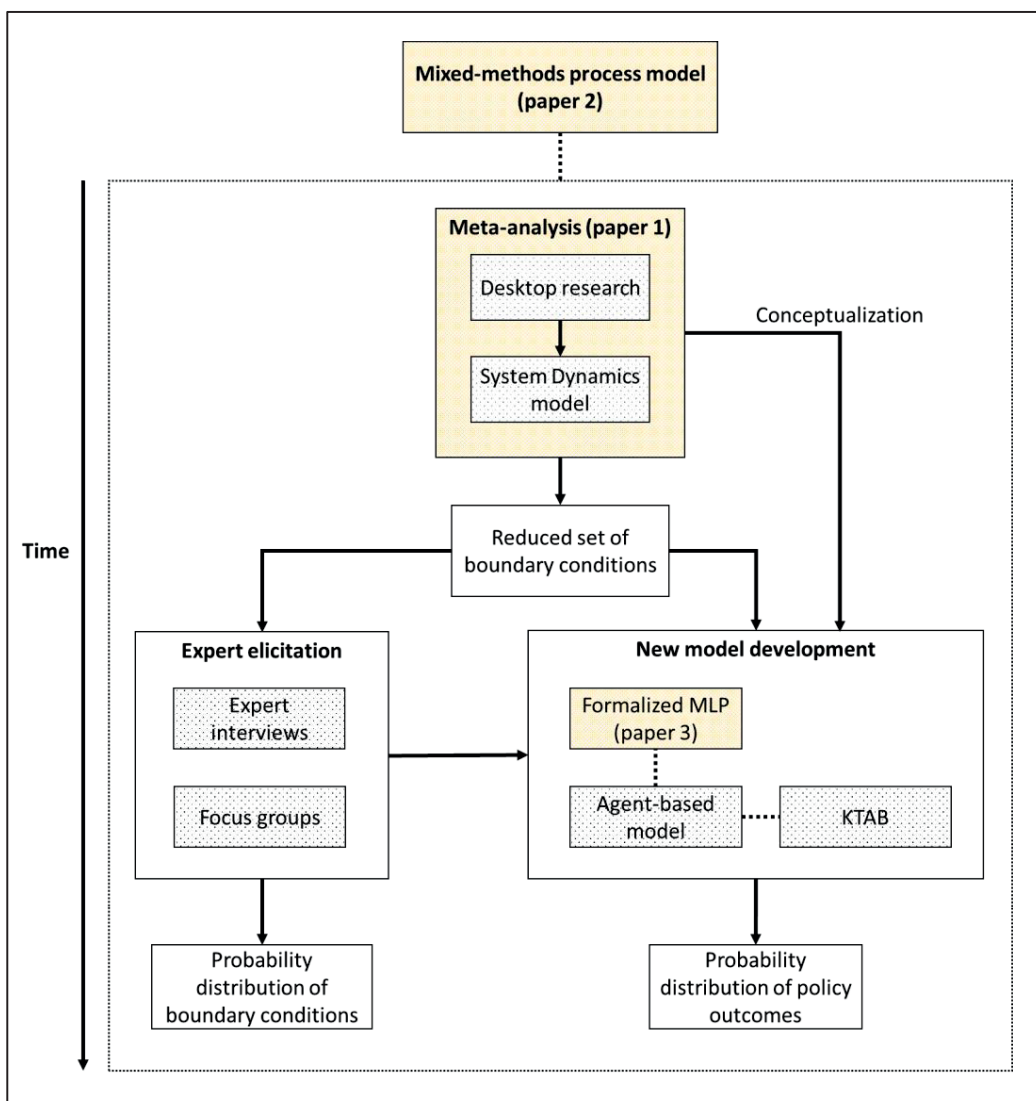 Mixed-methods process model
(paper 2)
Meta-analysis (paper 1)
Desktop research
System Dynamics
model
Conceptualization
Reduced set of
boundary conditions
Time
Expert elicitation
Expert
interviews
Focus groups
New model development
Formalized MLP
(paper 3)
Agent-based
model
KTAB
Probability
distribution of
boundary conditions
Probability
distribution of policy
outcomes